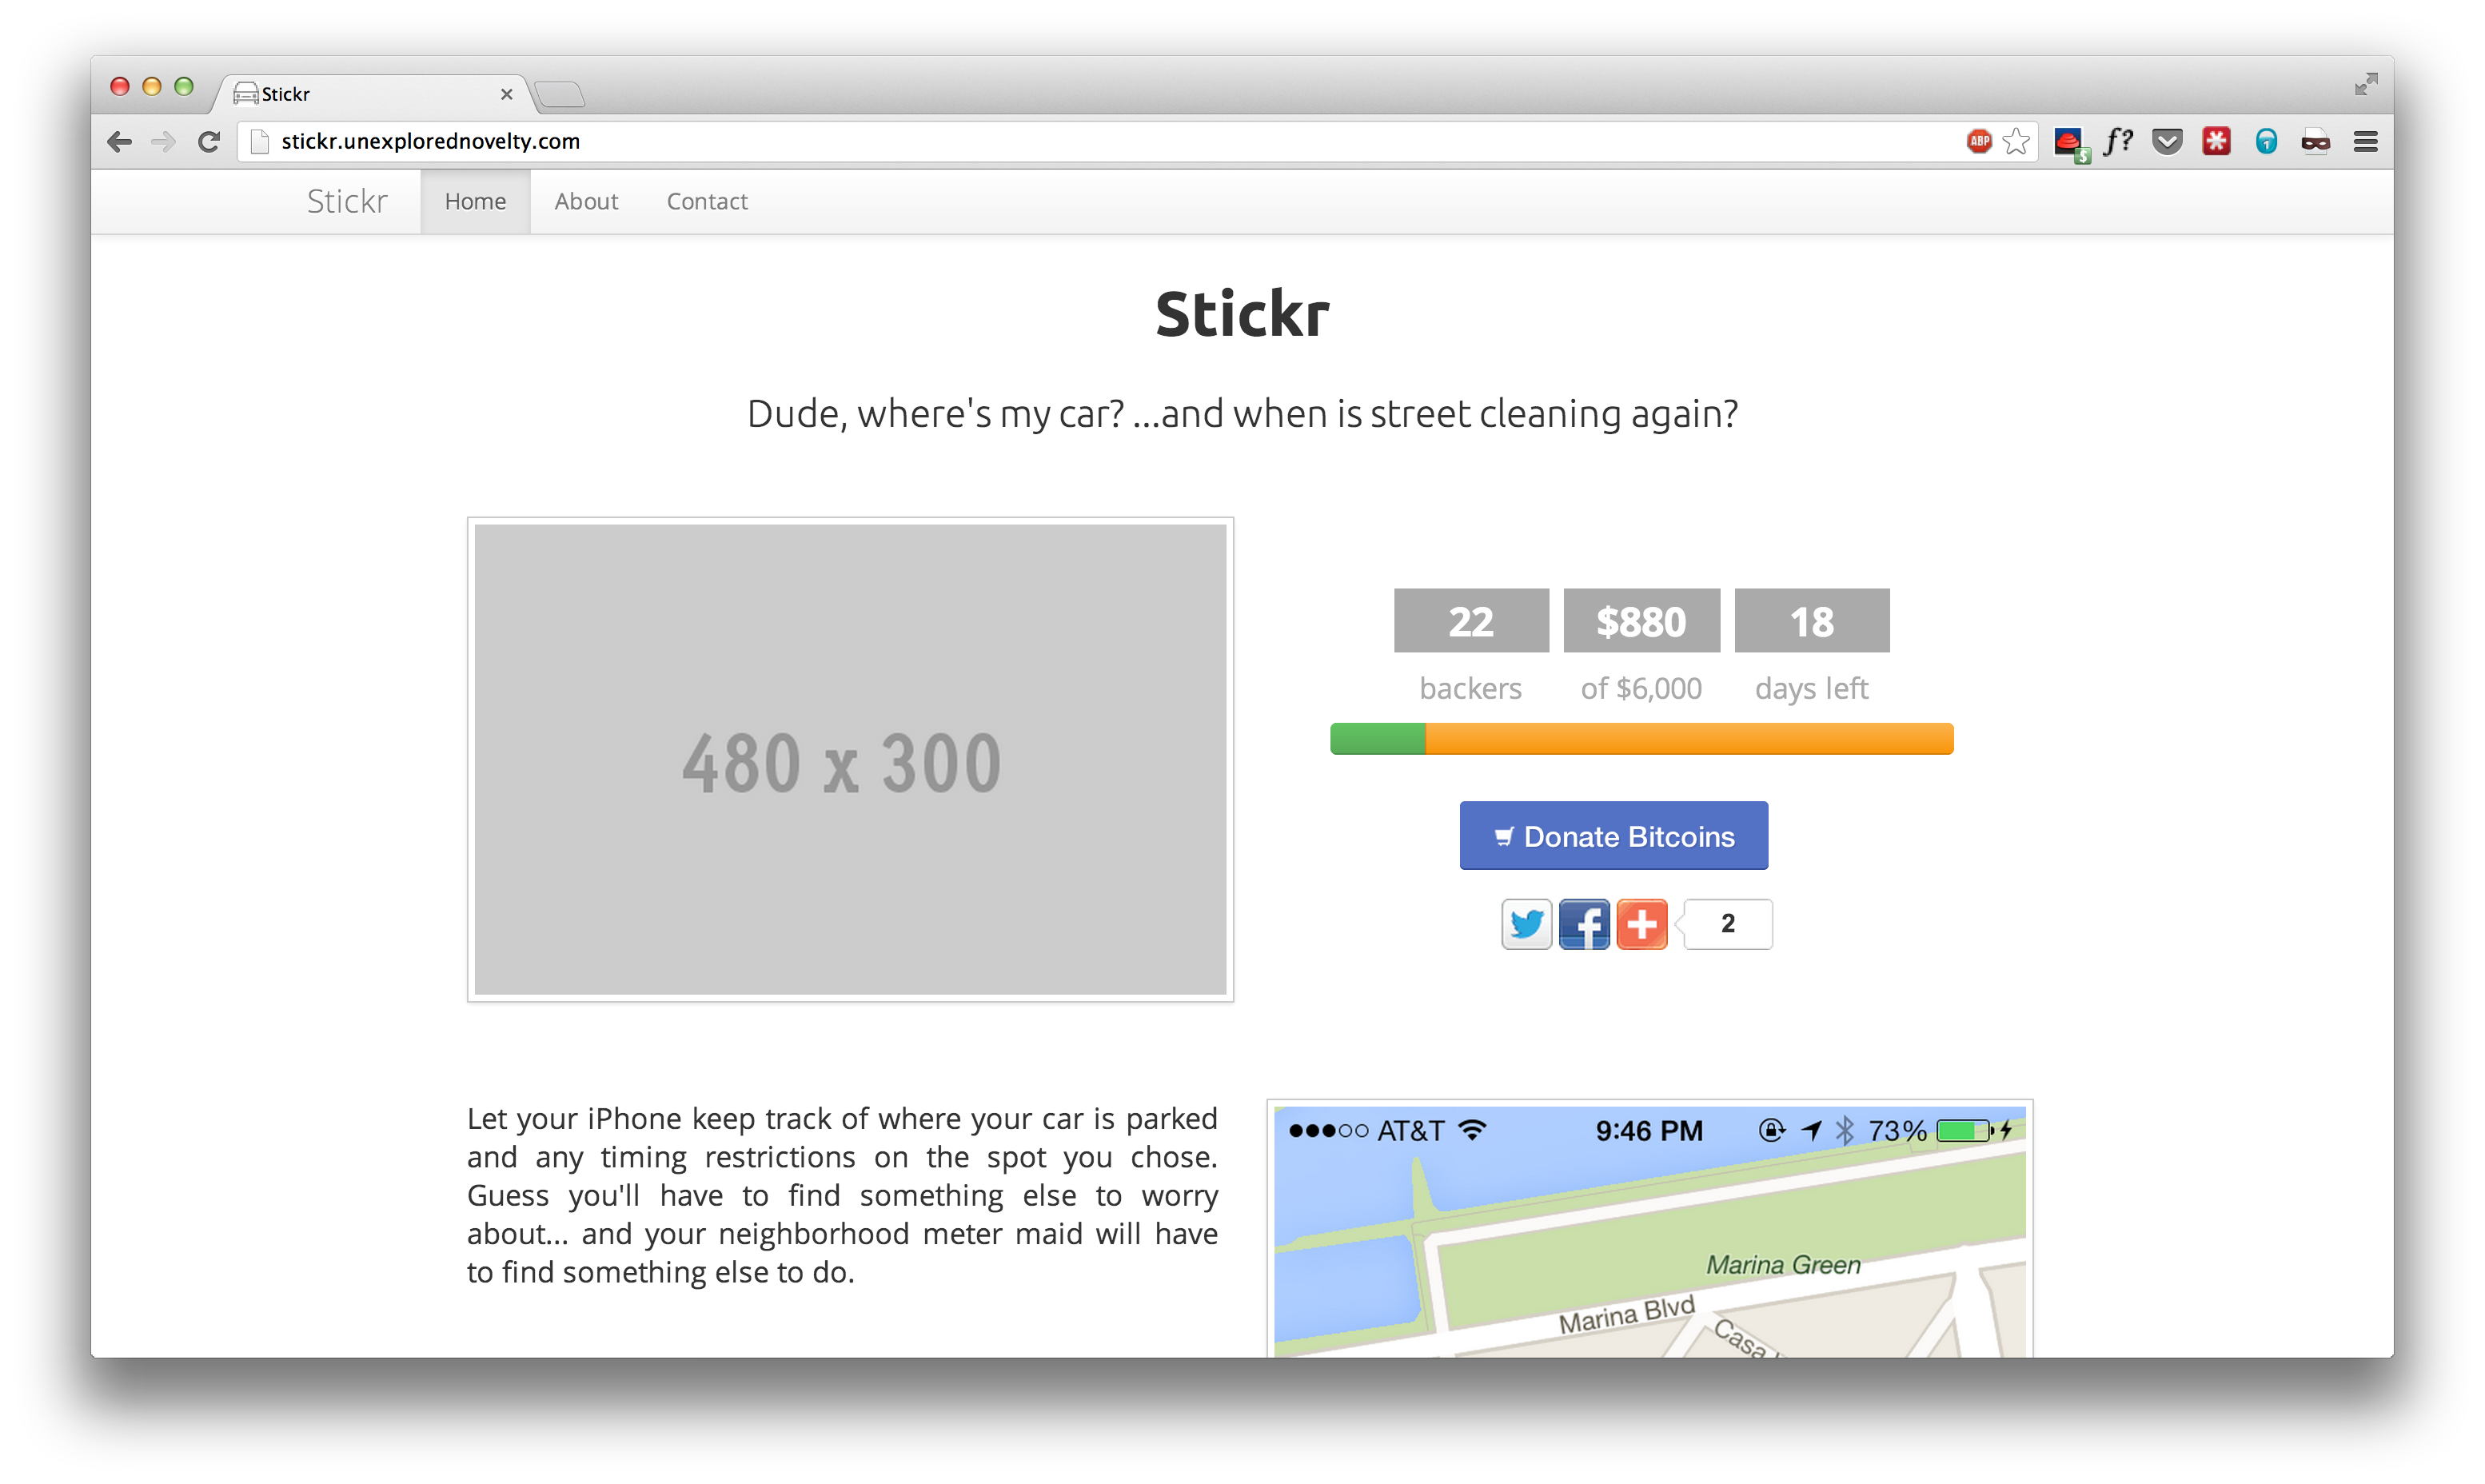 Stickr
stickr.unexplorednovelty.com
ABP
$
f?
1
Stickr Home About Contact
Stickr
Dude, where's my car? ...and when is street cleaning again?
480 x 300
22 $880 18
backers of $6,000 days left
Donate Bitcoins
2
Let your iPhone keep track of where your car is parked
and any timing restrictions on the spot you chose.
Guess you'll have to find something else to worry
about... and your neighborhood meter maid will have
to find something else to do.
AT&T 9:46 PM 73%
Marina Green
Marina Blvd
Casa